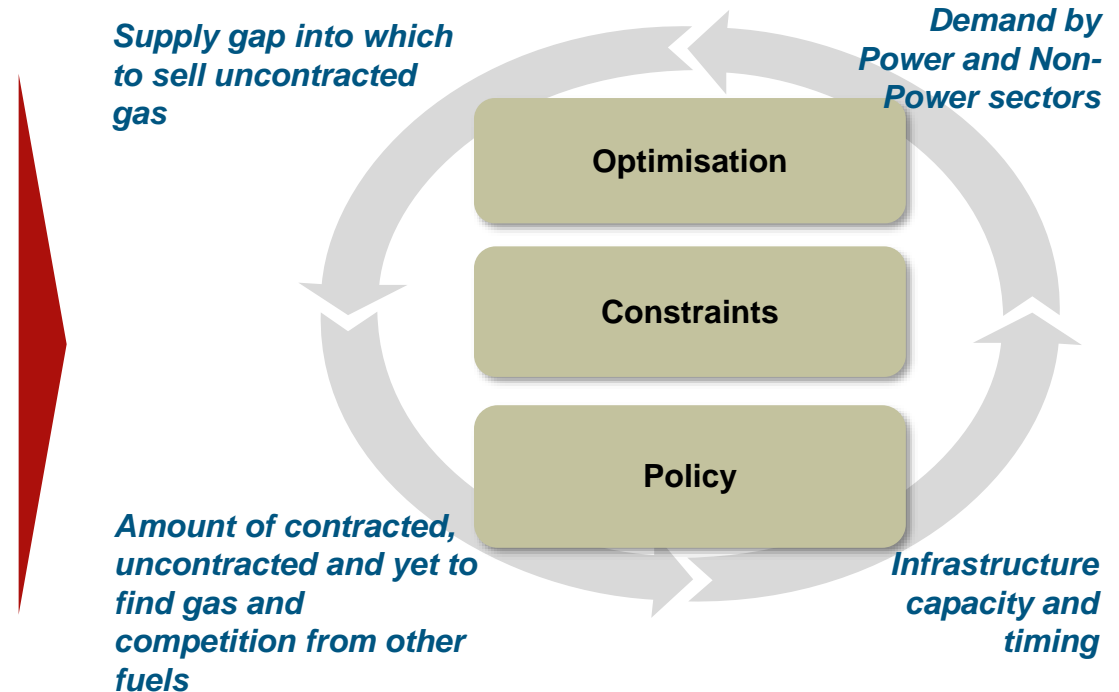 Supply gap into which
to sell uncontracted
gas
Demand by
Power and Non-
Power sectors
Optimisation
Constraints
Policy
Amount of contracted,
uncontracted and yet to
find gas and
competition from other
fuels
Infrastructure
capacity and
timing